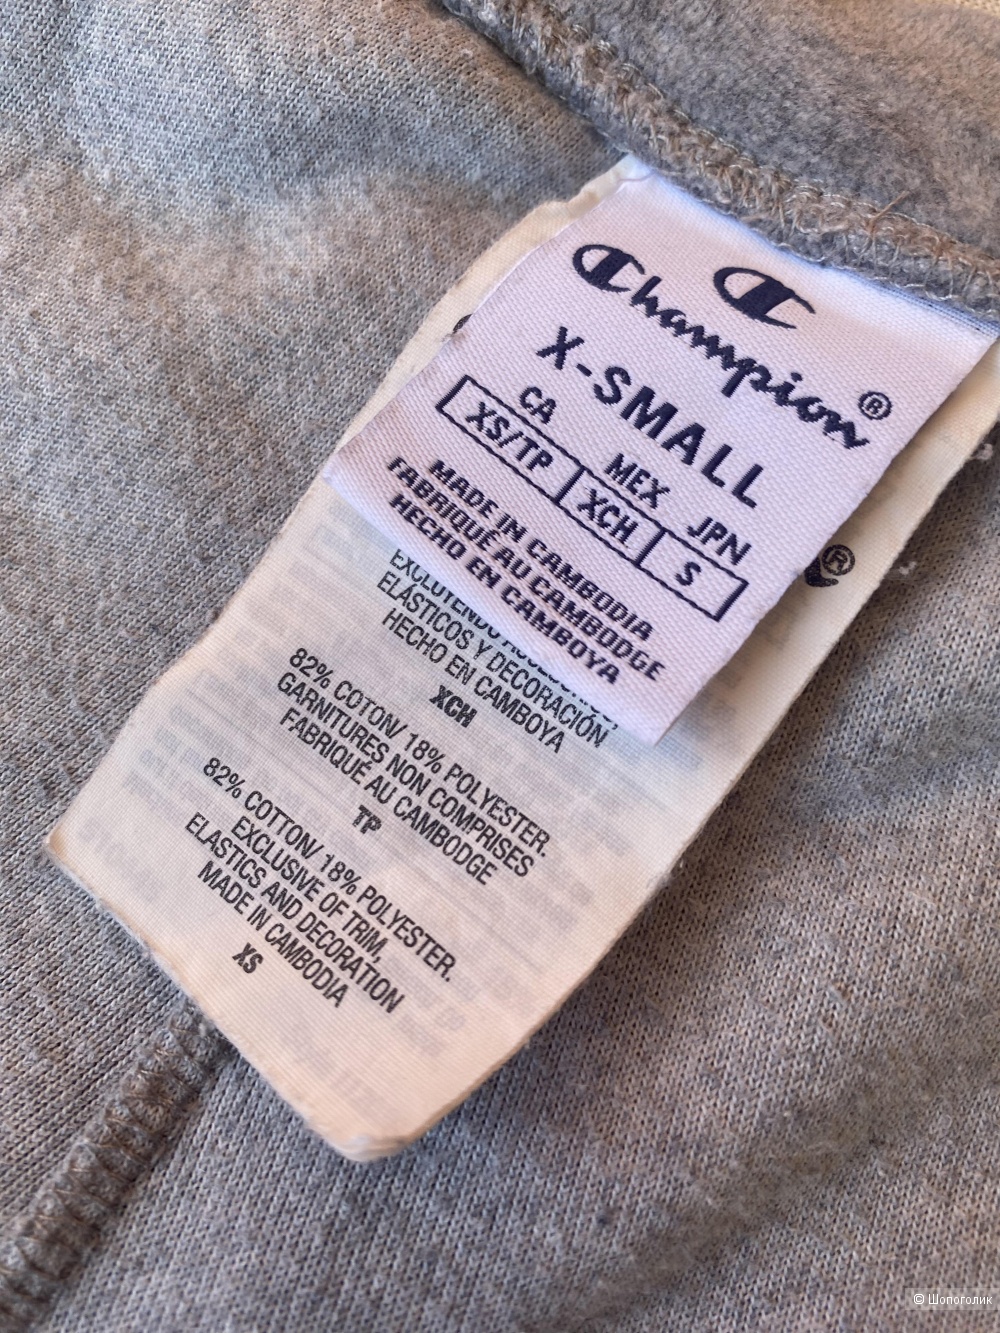 Champion®
X-SMALL
CA MEX JPN
XS/TP XCH S
MADE IN CAMBODIA
FABRIQUÉ AU CAMBODGE
HECHO EN CAMBOYA
®
EXCLUYENDO
ELÁSTICOS Y DECORACIÓN,
HECHO EN CAMBOYA
XCH
82% COTON/ 18% POLYESTER.
GARNITURES NON COMPRISES
FABRIQUÉ AU CAMBODGE
TP
82% COTTON/ 18% POLYESTER.
EXCLUSIVE OF TRIM,
ELASTICS AND DECORATION
MADE IN CAMBODIA
XS
© Шопоголик